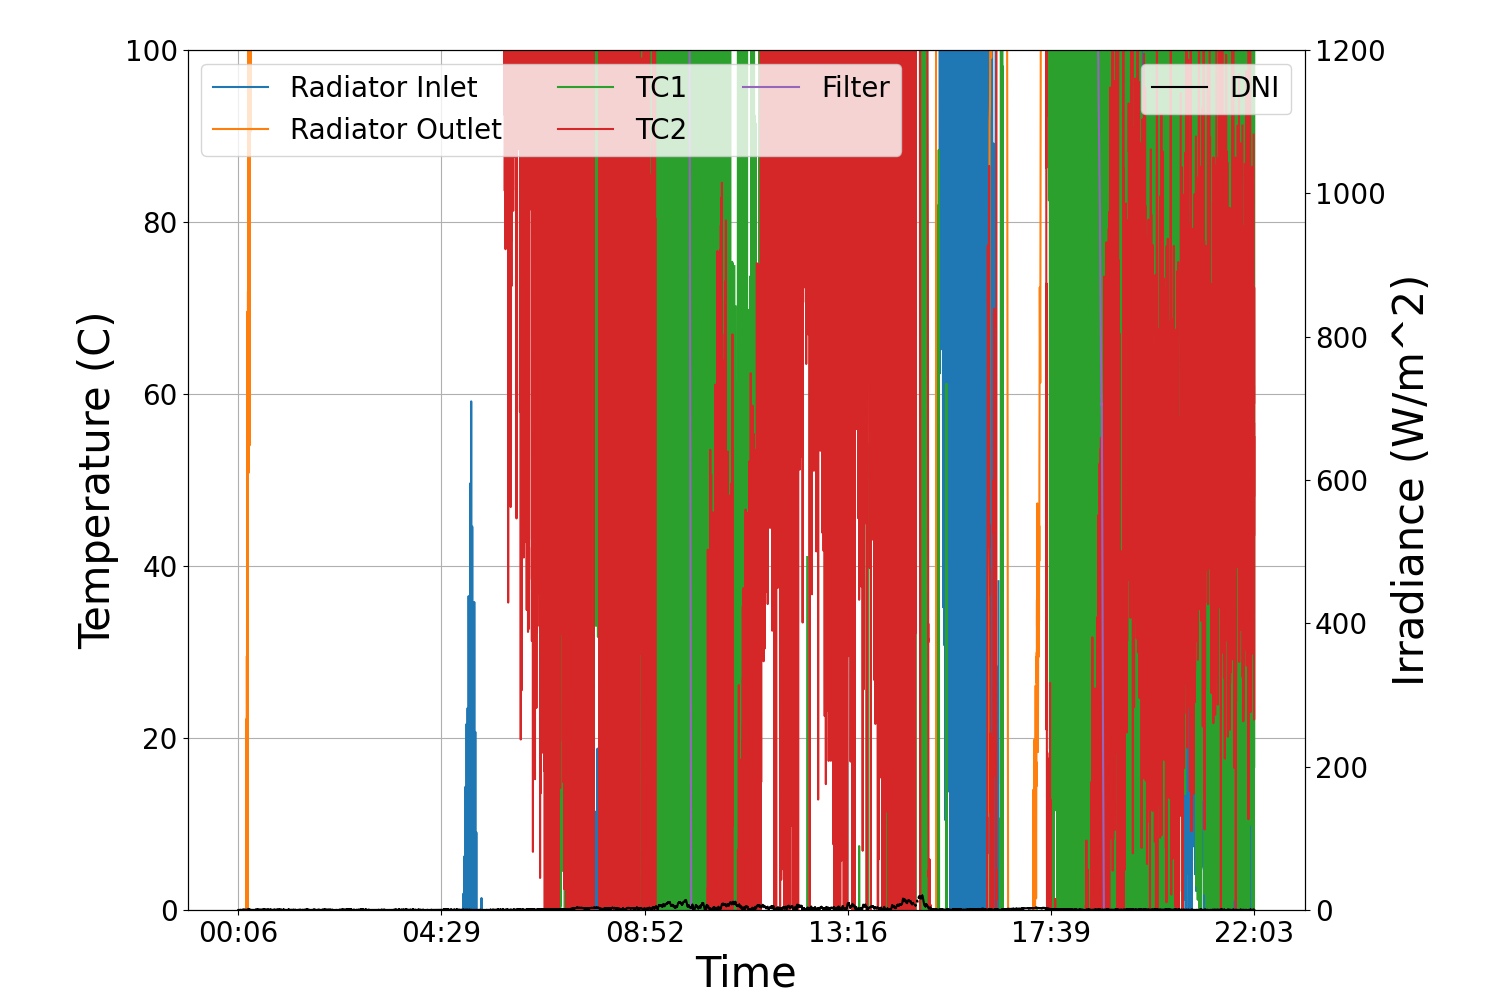 Radiator Inlet
Radiator Outlet
TC1
TC2
Filter
DNI
100
80
60
40
20
0
Temperature (C)
1200
1000
800
600
400
200
0
Irradiance (W/m^2)
00:06 04:29 08:52 13:16 17:39 22:03
Time